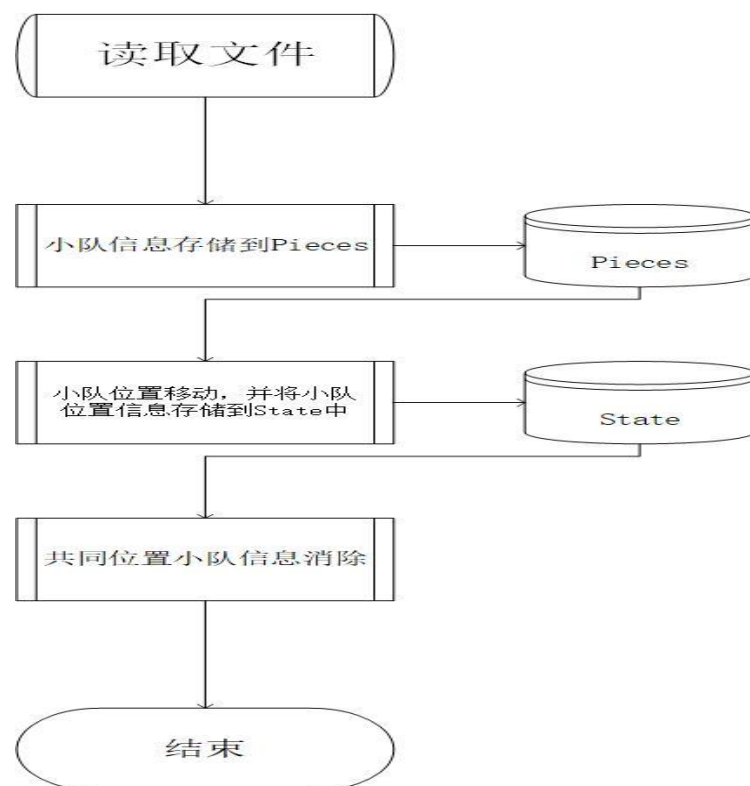 读取文件
小队信息存储到Pieces
Pieces
小队位置移动，并将小队
位置信息存储到State中
State
共同位置小队信息消除
结束